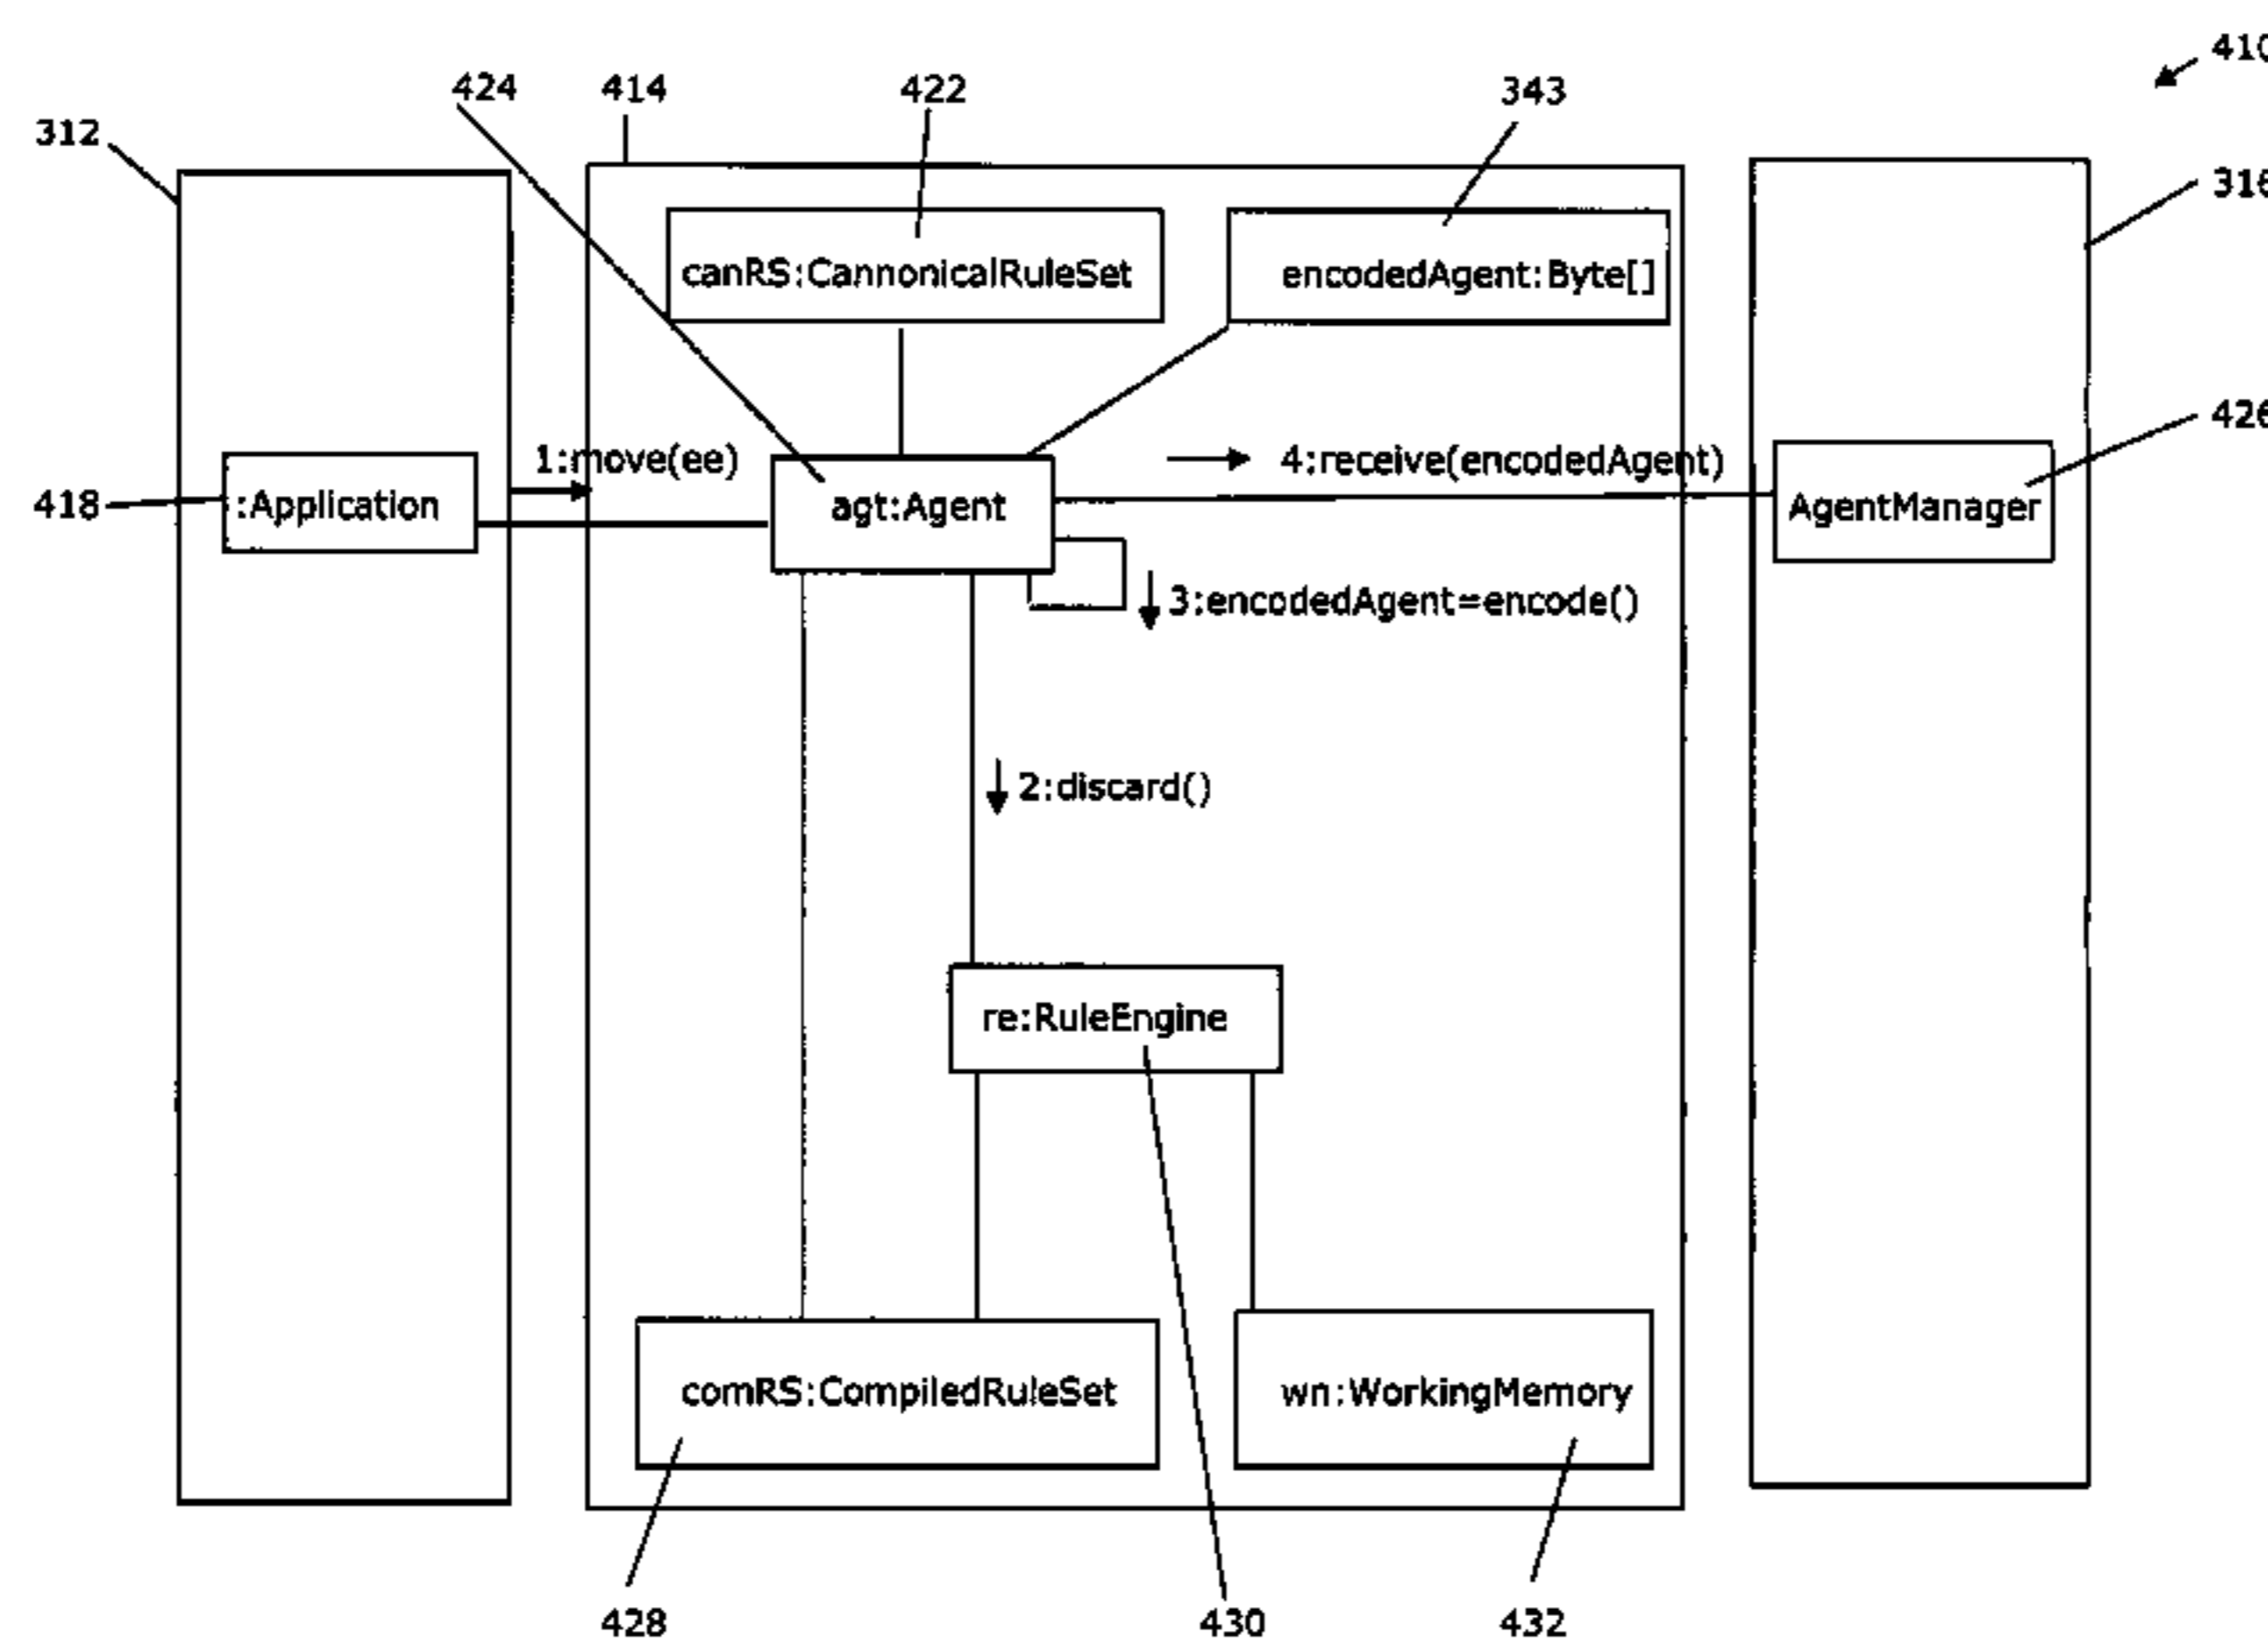 410
424
414
422
343
312
316
canRS:CannonicalRuleSet
encodedAgent:Byte[]
426
1:move(ee)
4:receive(encodedAgent)
418
:Application
agt:Agent
AgentManager
3:encodedAgent=encode()
2:discard()
re:RuleEngine
comRS:CompiledRuleSet
wn:WorkingMemory
428
430
432